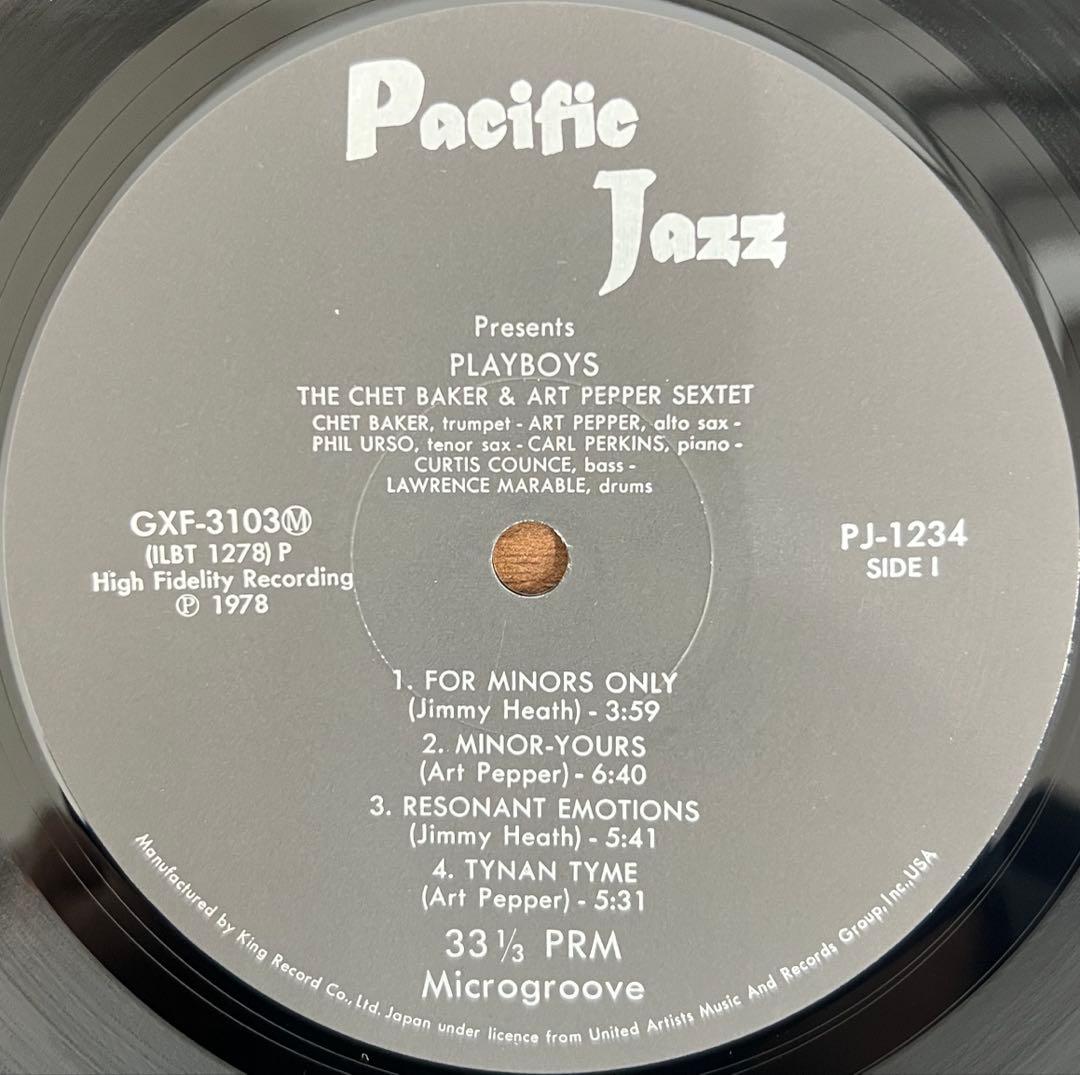 Pacific
Jazz
Presents
PLAYBOYS
THE CHET BAKER & ART PEPPER SEXTET
CHET BAKER, trumpet - ART PEPPER, alto sax -
PHIL URSO, tenor sax - CARL PERKINS, piano -
CURTIS COUNCE, bass -
LAWRENCE MARABLE, drums
GXF-3103Ⓜ
(ILBT 1278) P
High Fidelity Recording
℗ 1978
PJ-1234
SIDE I
1. FOR MINORS ONLY
(Jimmy Heath) - 3:59
2. MINOR-YOURS
(Art Pepper) - 6:40
3. RESONANT EMOTIONS
(Jimmy Heath) - 5:41
4. TYNAN TYME
(Art Pepper) - 5:31
33 ⅓ PRM
Microgroove
Manufactured by King Record Co., Ltd, Japan under licence from United Artists Music And Records Group, Inc., USA